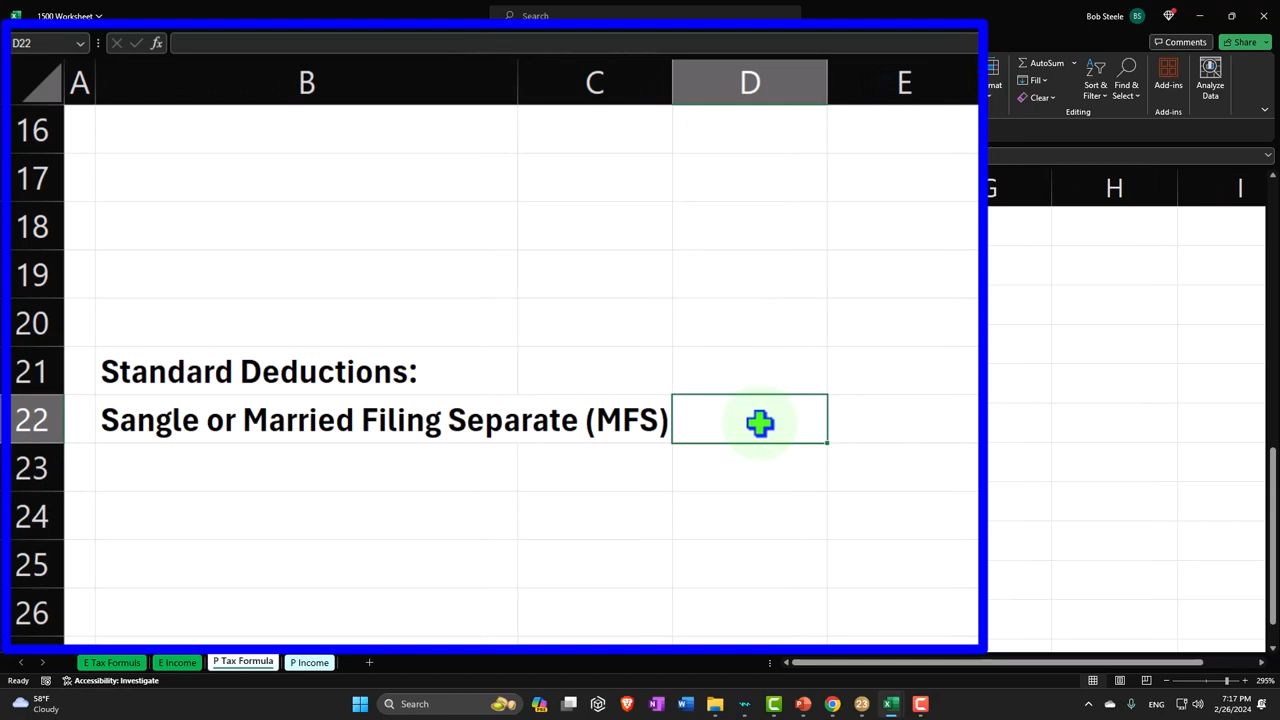 1500 Worksheet
Search
Bob Steele
BS
Comments
Share
D22
fx
A
B
C
D
E
AutoSum
Fill
Clear
Sort &
Filter
Find &
Select
Add-ins
Analyze
Data
Editing
Add-ins
G
H
I
16
17
18
19
20
21
Standard Deductions:
22
Sangle or Married Filing Separate (MFS)
23
24
25
26
E Tax Formuls
E Income
P Tax Formula
P Income
Ready
Accessibility: Investigate
295%
58°F
Cloudy
Search
ENG
7:17 PM
2/26/2024